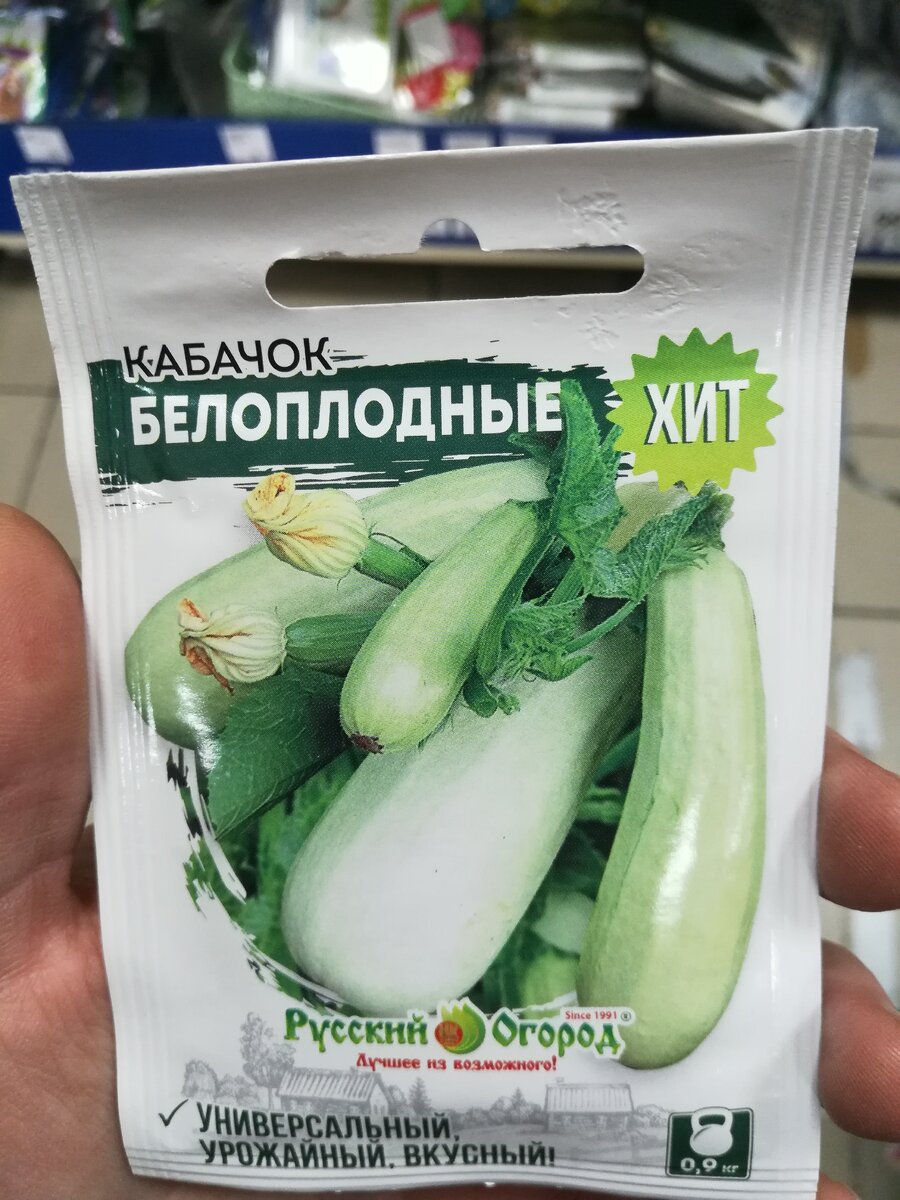 КАБАЧОК
БЕЛОПЛОДНЫЕ
ХИТ
Since 1991 ®
Русский Огород
Лучшее из возможного!
✓ УНИВЕРСАЛЬНЫЙ,
УРОЖАЙНЫЙ, ВКУСНЫЙ!
0,9 кг